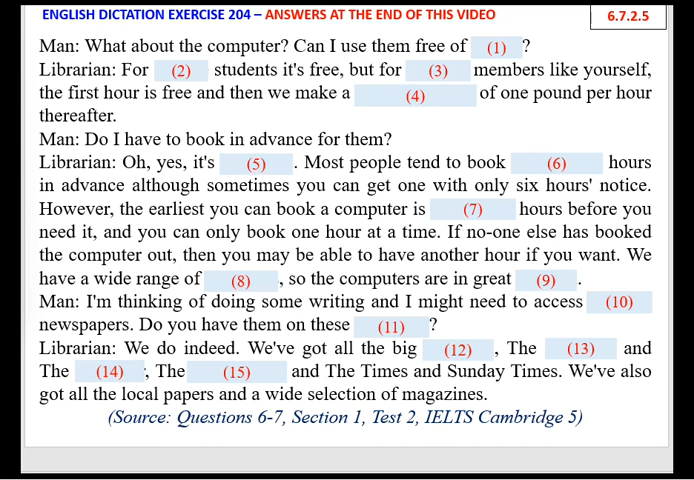 ENGLISH DICTATION EXERCISE 204 – ANSWERS AT THE END OF THIS VIDEO
6.7.2.5
Man: What about the computer? Can I use them free of (1) ?
Librarian: For (2) students it's free, but for (3) members like yourself,
the first hour is free and then we make a (4) of one pound per hour
thereafter.
Man: Do I have to book in advance for them?
Librarian: Oh, yes, it's (5) . Most people tend to book (6) hours
in advance although sometimes you can get one with only six hours' notice.
However, the earliest you can book a computer is (7) hours before you
need it, and you can only book one hour at a time. If no-one else has booked
the computer out, then you may be able to have another hour if you want. We
have a wide range of (8) , so the computers are in great (9) .
Man: I'm thinking of doing some writing and I might need to access (10)
newspapers. Do you have them on these (11) ?
Librarian: We do indeed. We've got all the big (12) , The (13) and
The (14) , The (15) and The Times and Sunday Times. We've also
got all the local papers and a wide selection of magazines.
(Source: Questions 6-7, Section 1, Test 2, IELTS Cambridge 5)